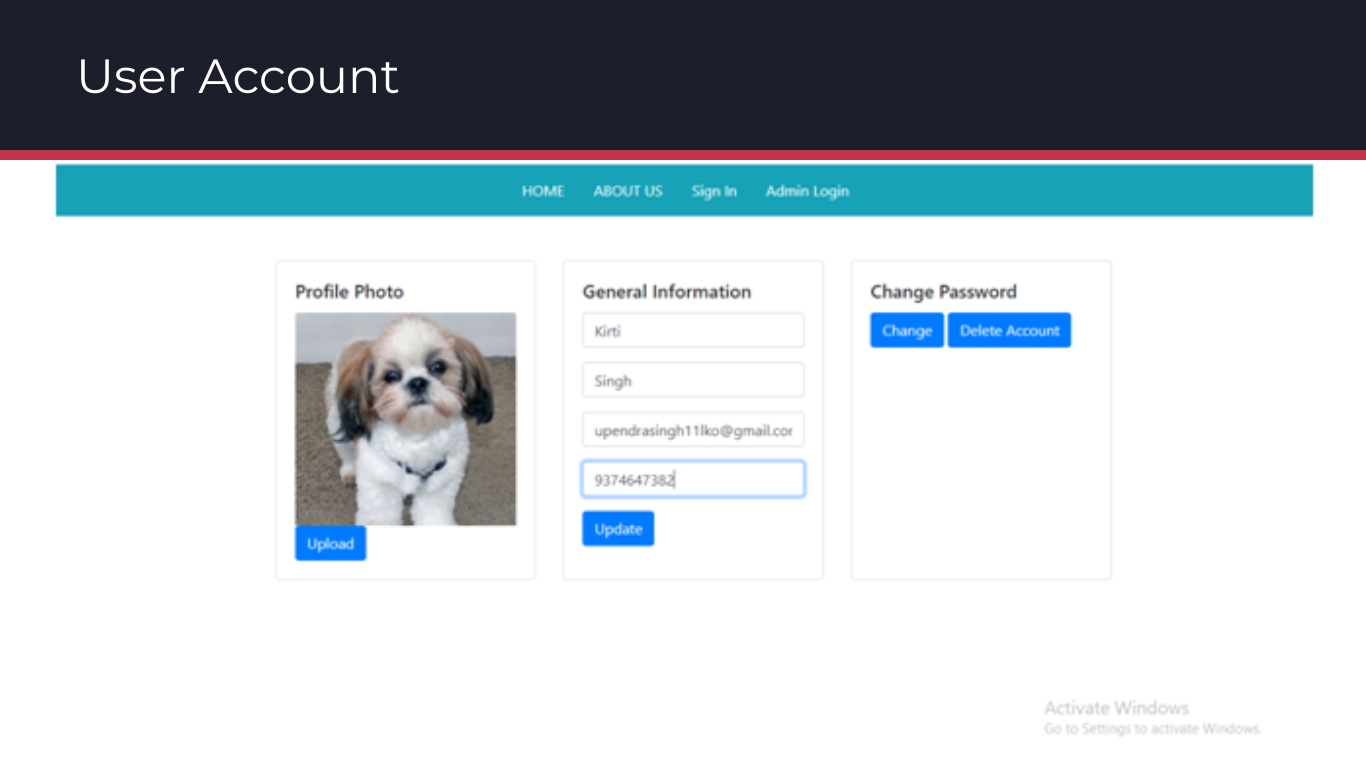 User Account
HOME ABOUT US Sign In Admin Login
Profile Photo
Upload
General Information
Kirti
Singh
upendrasingh11lko@gmail.cor
9374647382
Update
Change Password
Change Delete Account
Activate Windows
Go to Settings to activate Windows.